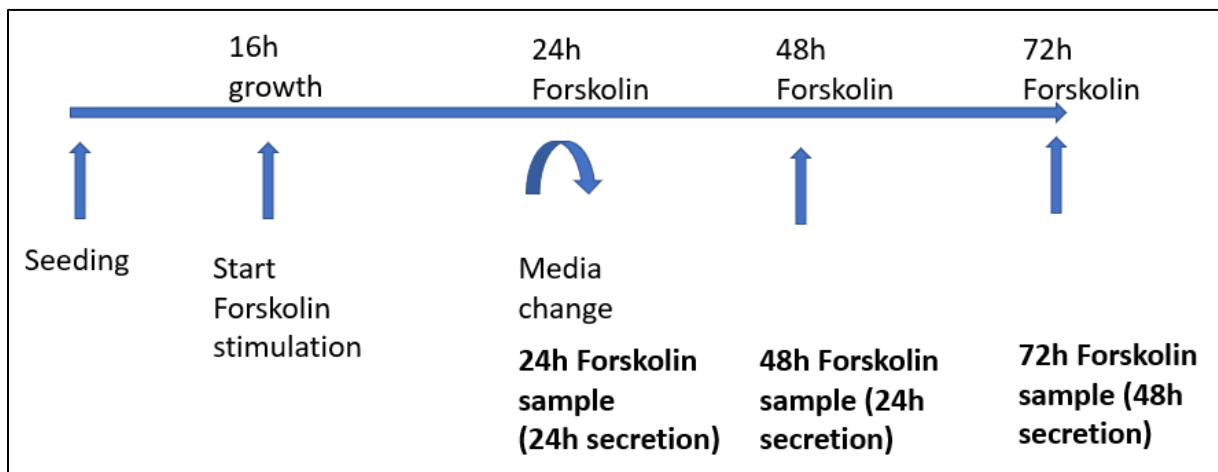 16h
growth
24h
Forskolin
48h
Forskolin
72h
Forskolin
Seeding
Start
Forskolin
stimulation
Media
change
24h Forskolin
sample
(24h secretion)
48h Forskolin
sample (24h
secretion)
72h Forskolin
sample (48h
secretion)